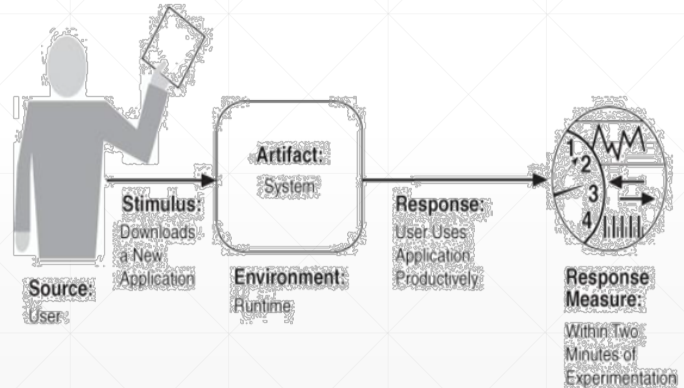 Artifact:
System
Stimulus:
Downloads
a New
Application
Source:
User
Environment:
Runtime
Response:
User Uses
Application
Productively
1
2
3
4
Response
Measure:
Within Two
Minutes of
Experimentation